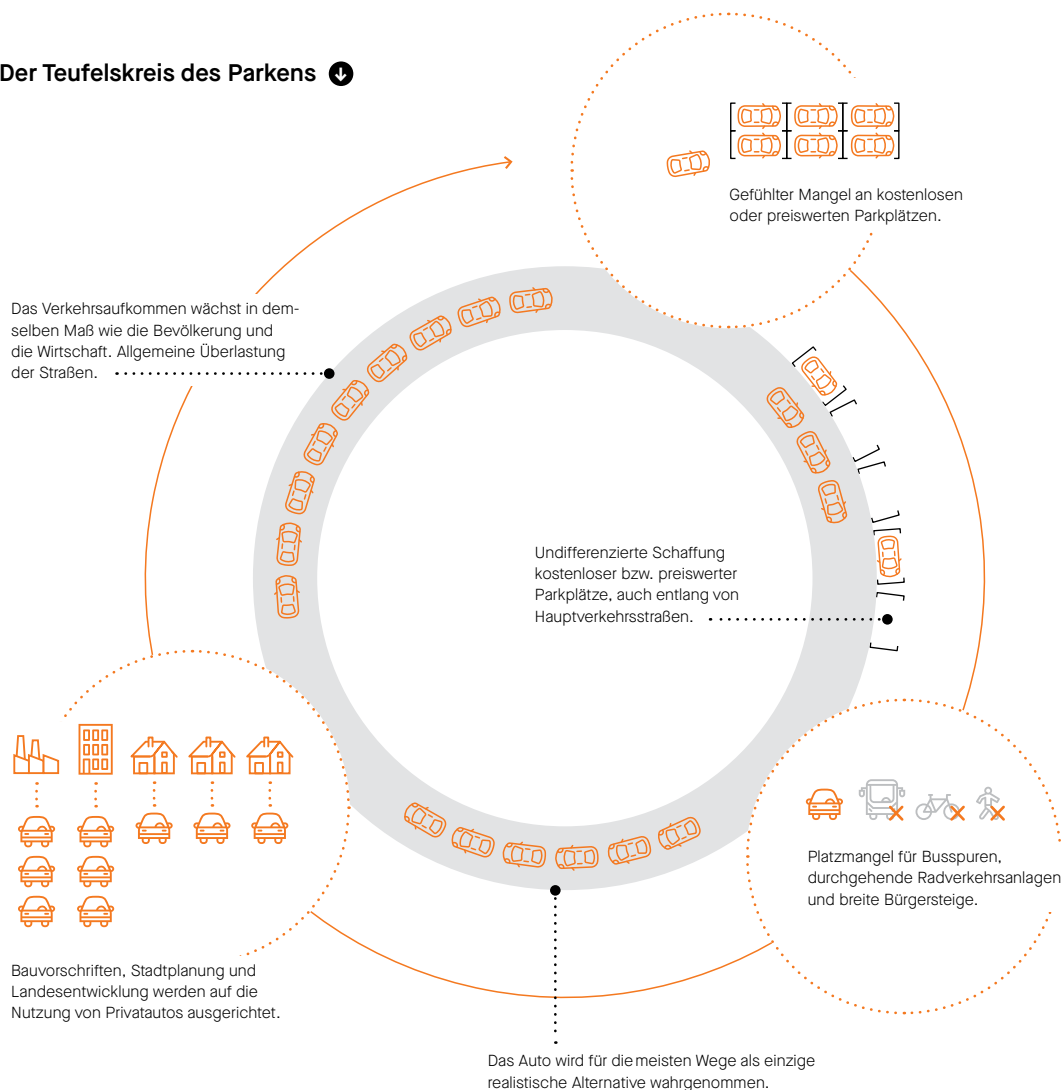 Der Teufelskreis des Parkens
Gefühlter Mangel an kostenlosen
oder preiswerten Parkplätzen.
Das Verkehrsaufkommen wächst in dem-
selben Maß wie die Bevölkerung und
die Wirtschaft. Allgemeine Überlastung
der Straßen.
Undifferenzierte Schaffung
kostenloser bzw. preiswerter
Parkplätze, auch entlang von
Hauptverkehrsstraßen.
Platzmangel für Busspuren,
durchgehende Radverkehrsanlagen
und breite Bürgersteige.
Bauvorschriften, Stadtplanung und
Landesentwicklung werden auf die
Nutzung von Privatautos ausgerichtet.
Das Auto wird für die meisten Wege als einzige
realistische Alternative wahrgenommen.